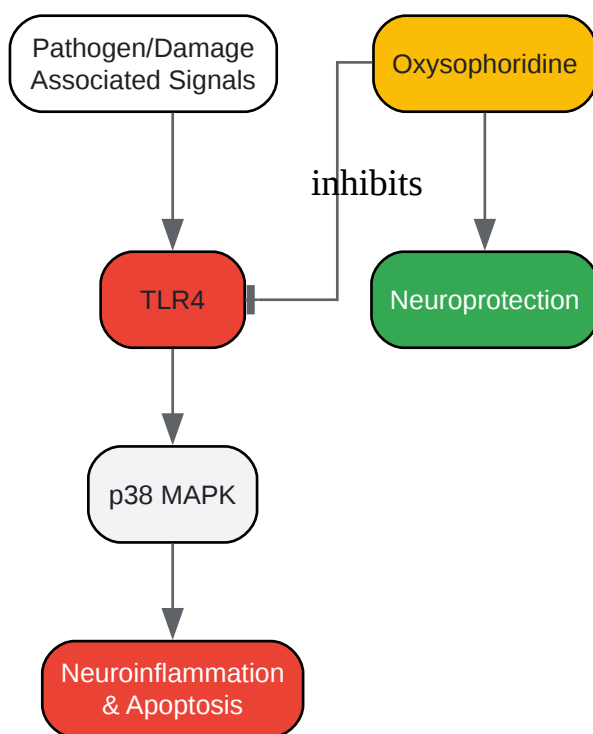 Pathogen/Damage
Associated Signals
Oxysophoridine
inhibits
TLR4
Neuroprotection
p38 MAPK
Neuroinflammation
& Apoptosis